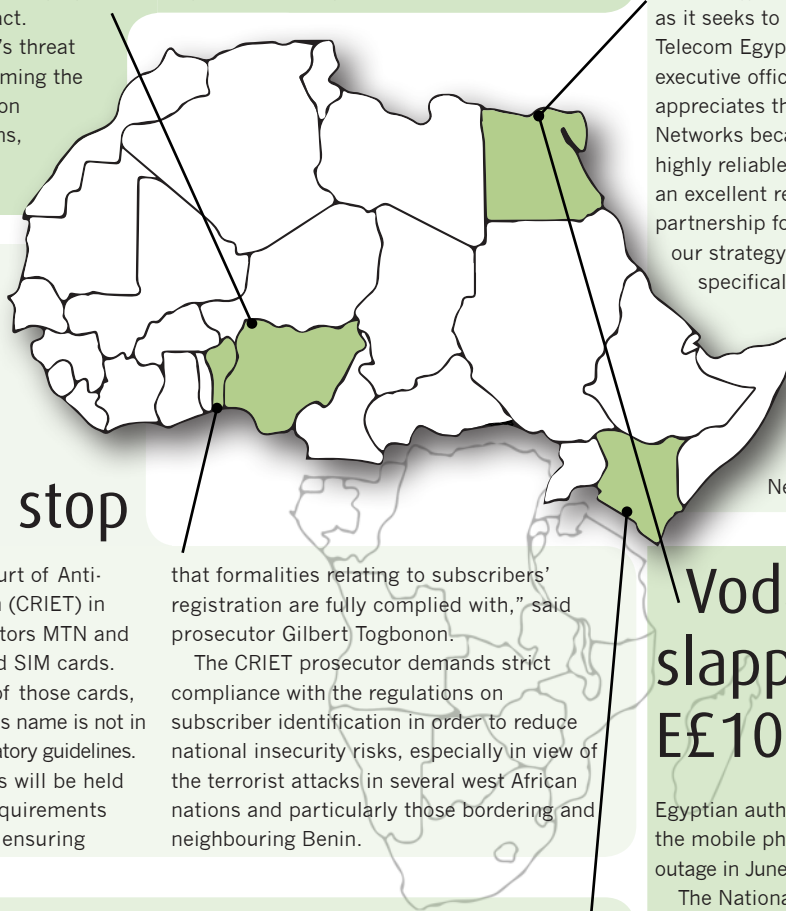 act.
's threat
ming the
on
ns,
as it seeks to
Telecom Egyp
executive offic
appreciates th
Networks beca
highly reliable
an excellent re
partnership fo
our strategy
specifical
Ne
stop
urt of Anti-
(CRIET) in
tors MTN and
d SIM cards.
of those cards,
s name is not in
atory guidelines.
s will be held
quirements
ensuring
that formalities relating to subscribers’
registration are fully complied with,” said
prosecutor Gilbert Togbonon.
The CRIET prosecutor demands strict
compliance with the regulations on
subscriber identification in order to reduce
national insecurity risks, especially in view of
the terrorist attacks in several west African
nations and particularly those bordering and
neighbouring Benin.
Vod
slapp
E£10
Egyptian auth
the mobile ph
outage in June
The Nationa